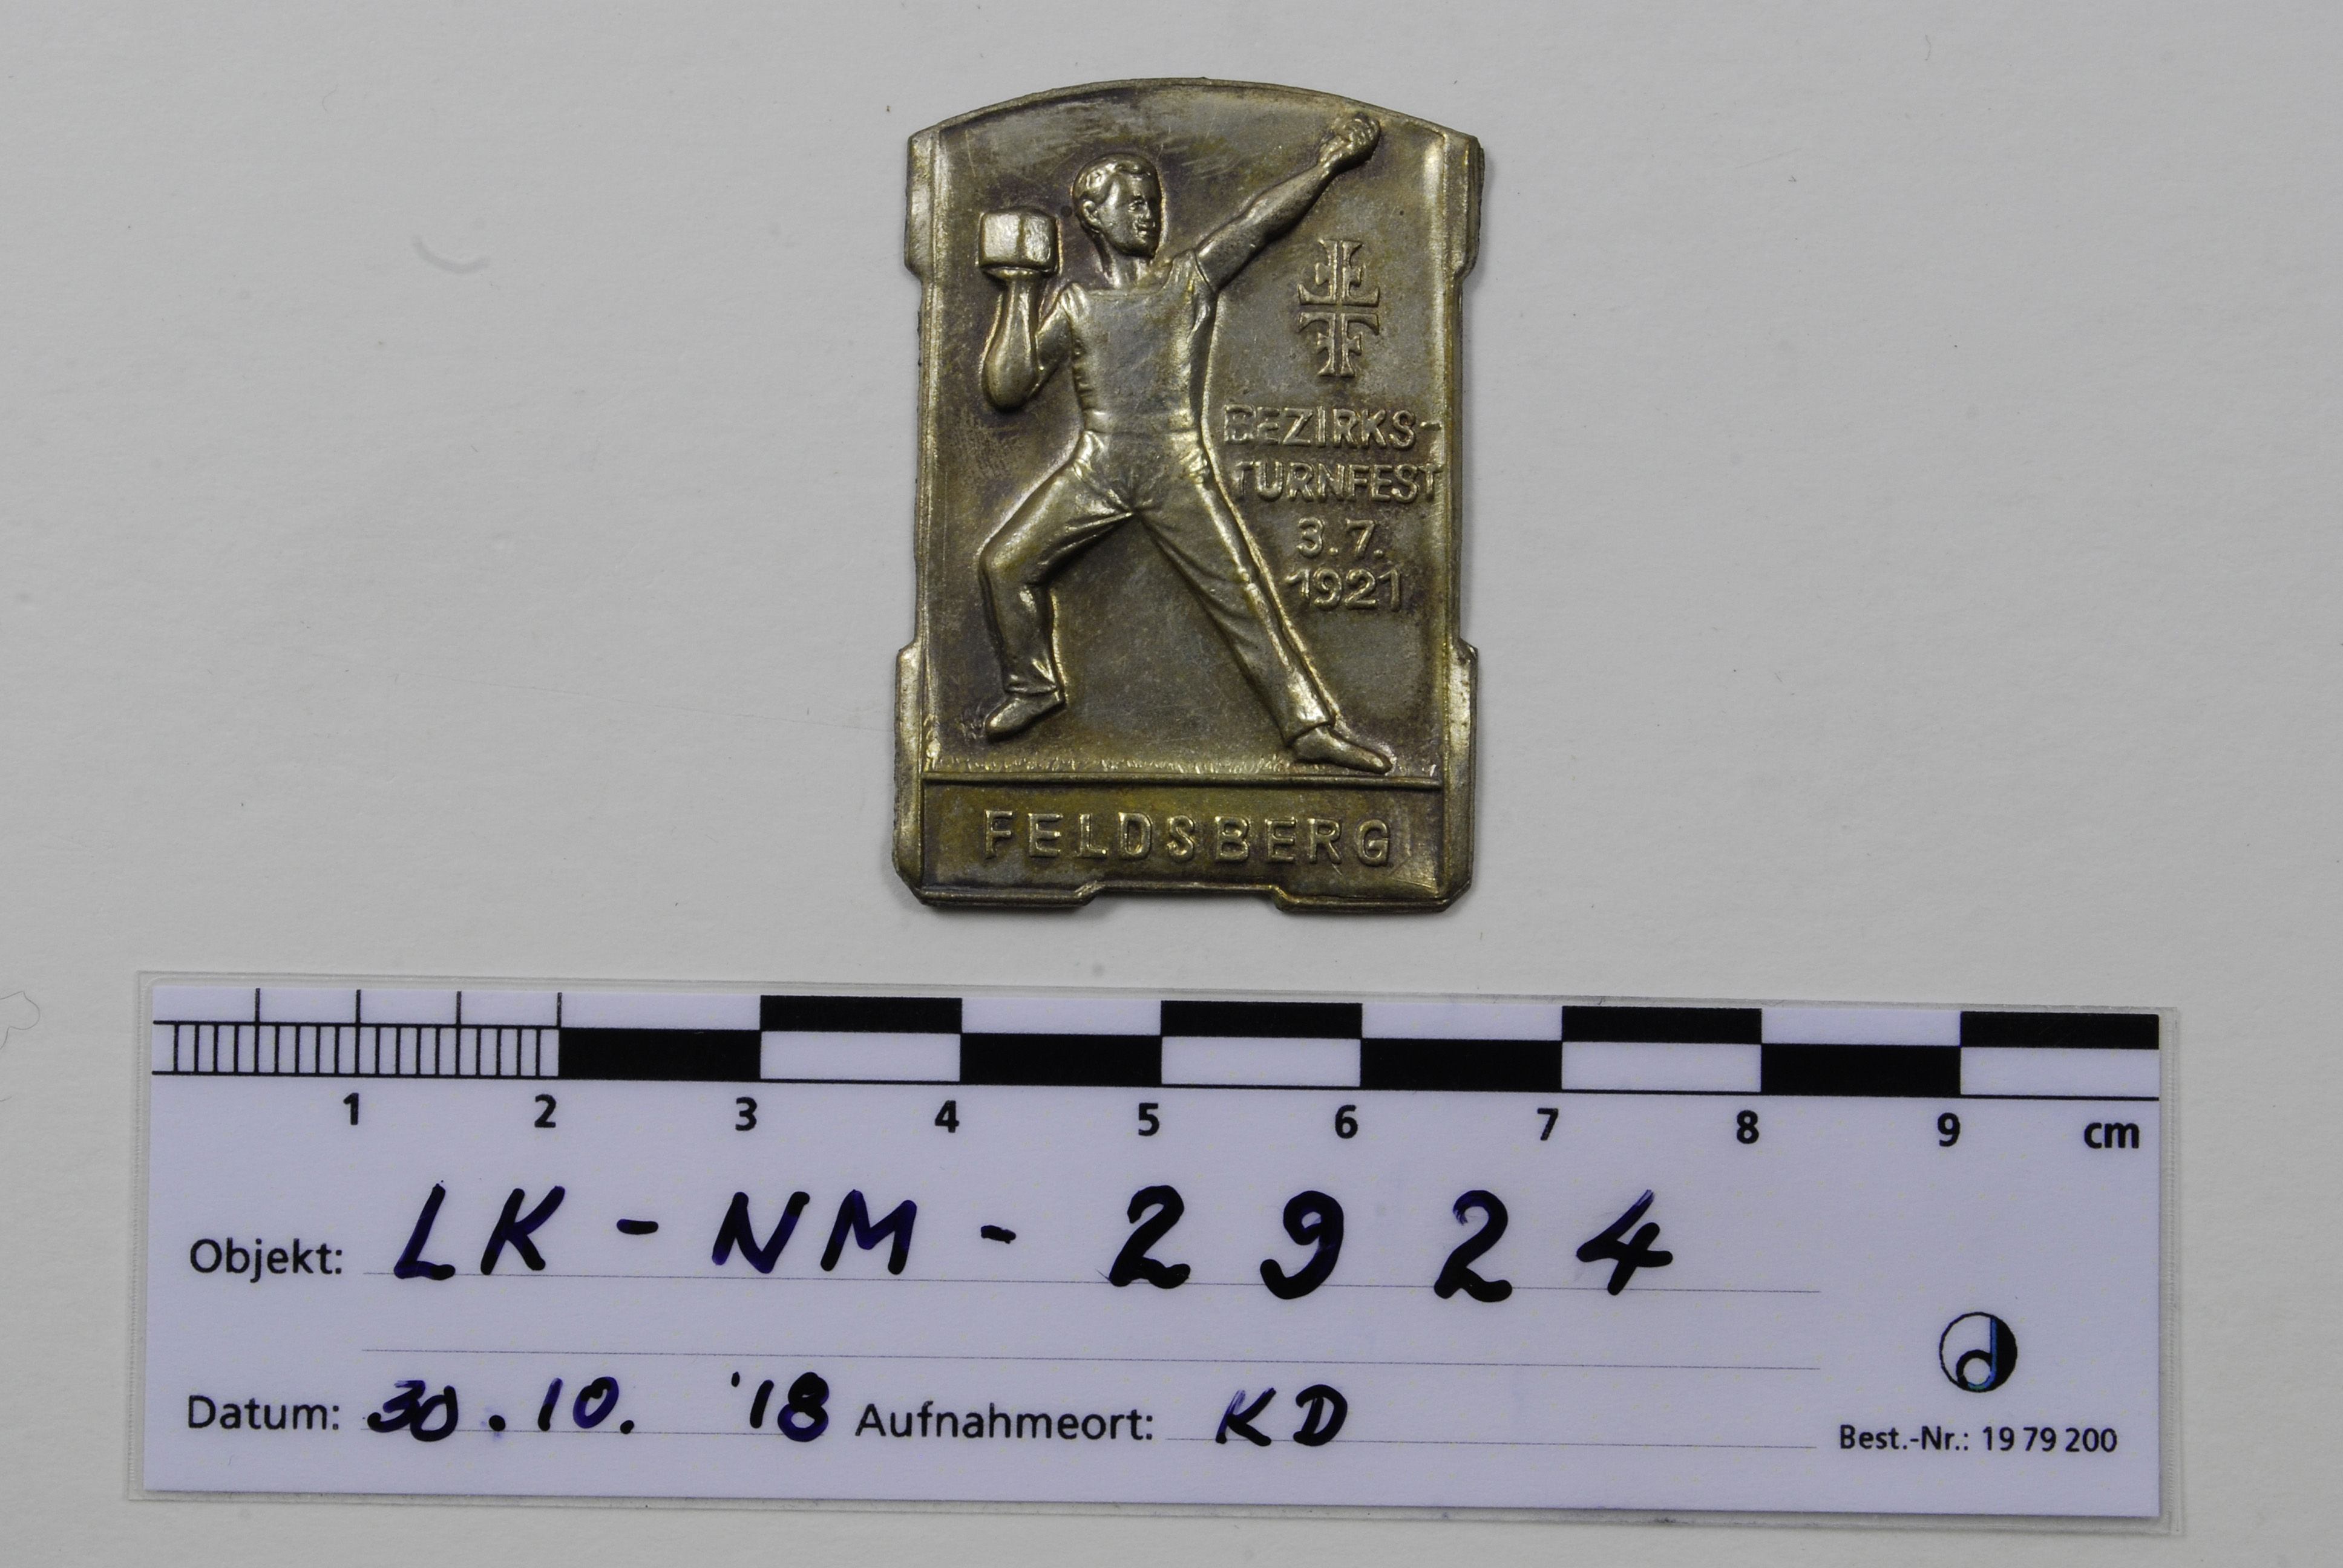 BEZIRKS-
TURNFEST
3.7.
1921
FELDSBERG
1 2 3 4 5 6 7 8 9 cm
Objekt: LK-NM-2924
Datum: 30.10. '18 Aufnahmeort: KD
Best.-Nr.: 19 79 200